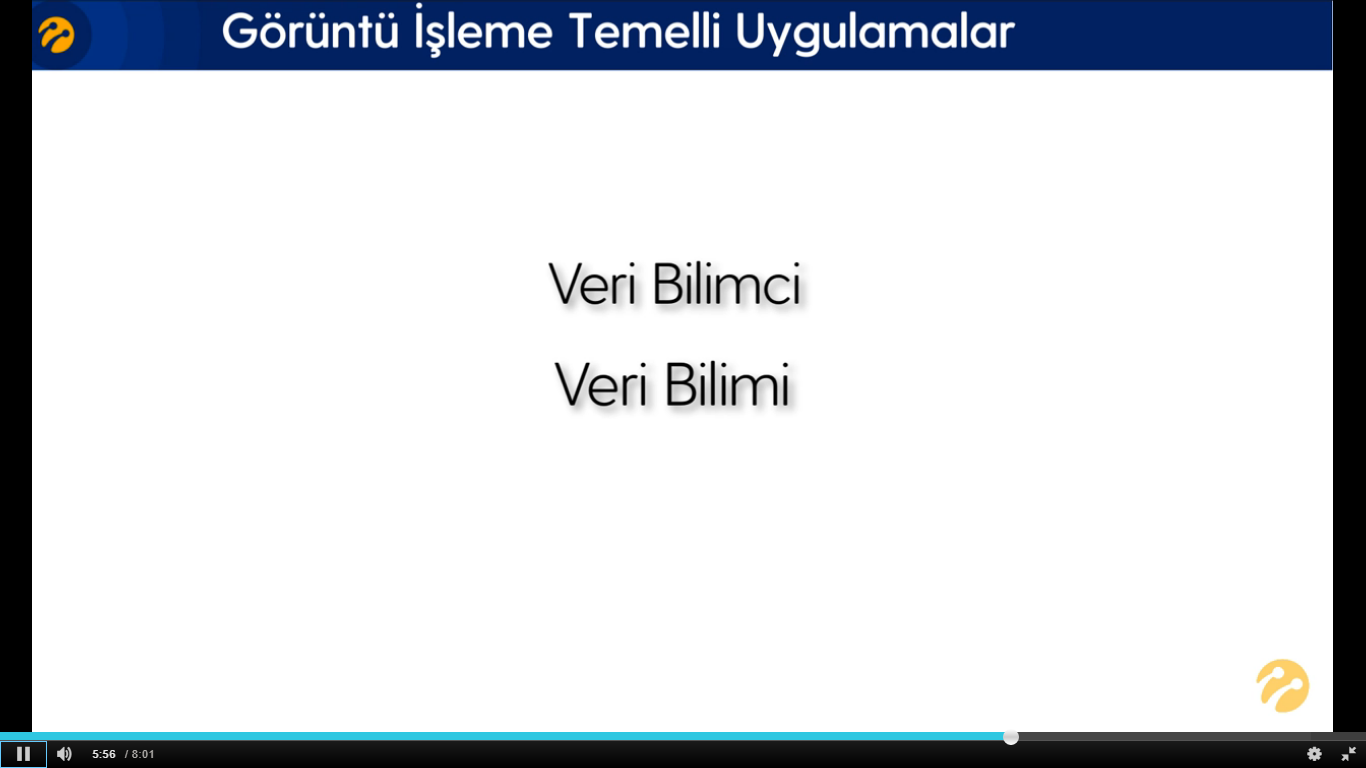 Görüntü İşleme Temelli Uygulamalar
Veri Bilimci
Veri Bilimi
5:56 / 8:01